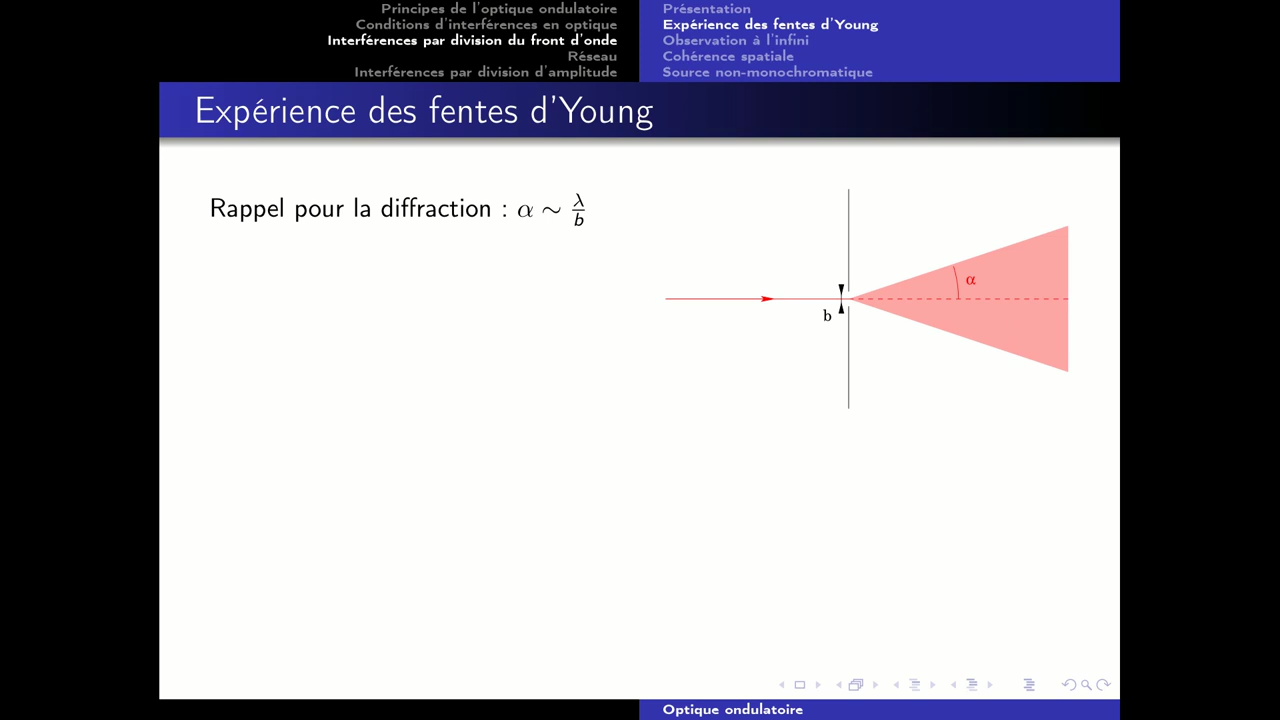 Principes de l'optique ondulatoire
Conditions d'interférences en optique
Interférences par division du front d'onde
Réseau
Interférences par division d'amplitude
Présentation
Expérience des fentes d'Young
Observation à l'infini
Cohérence spatiale
Source non-monochromatique
Expérience des fentes d'Young
Rappel pour la diffraction : α ∼ λ/b
α
b
Optique ondulatoire